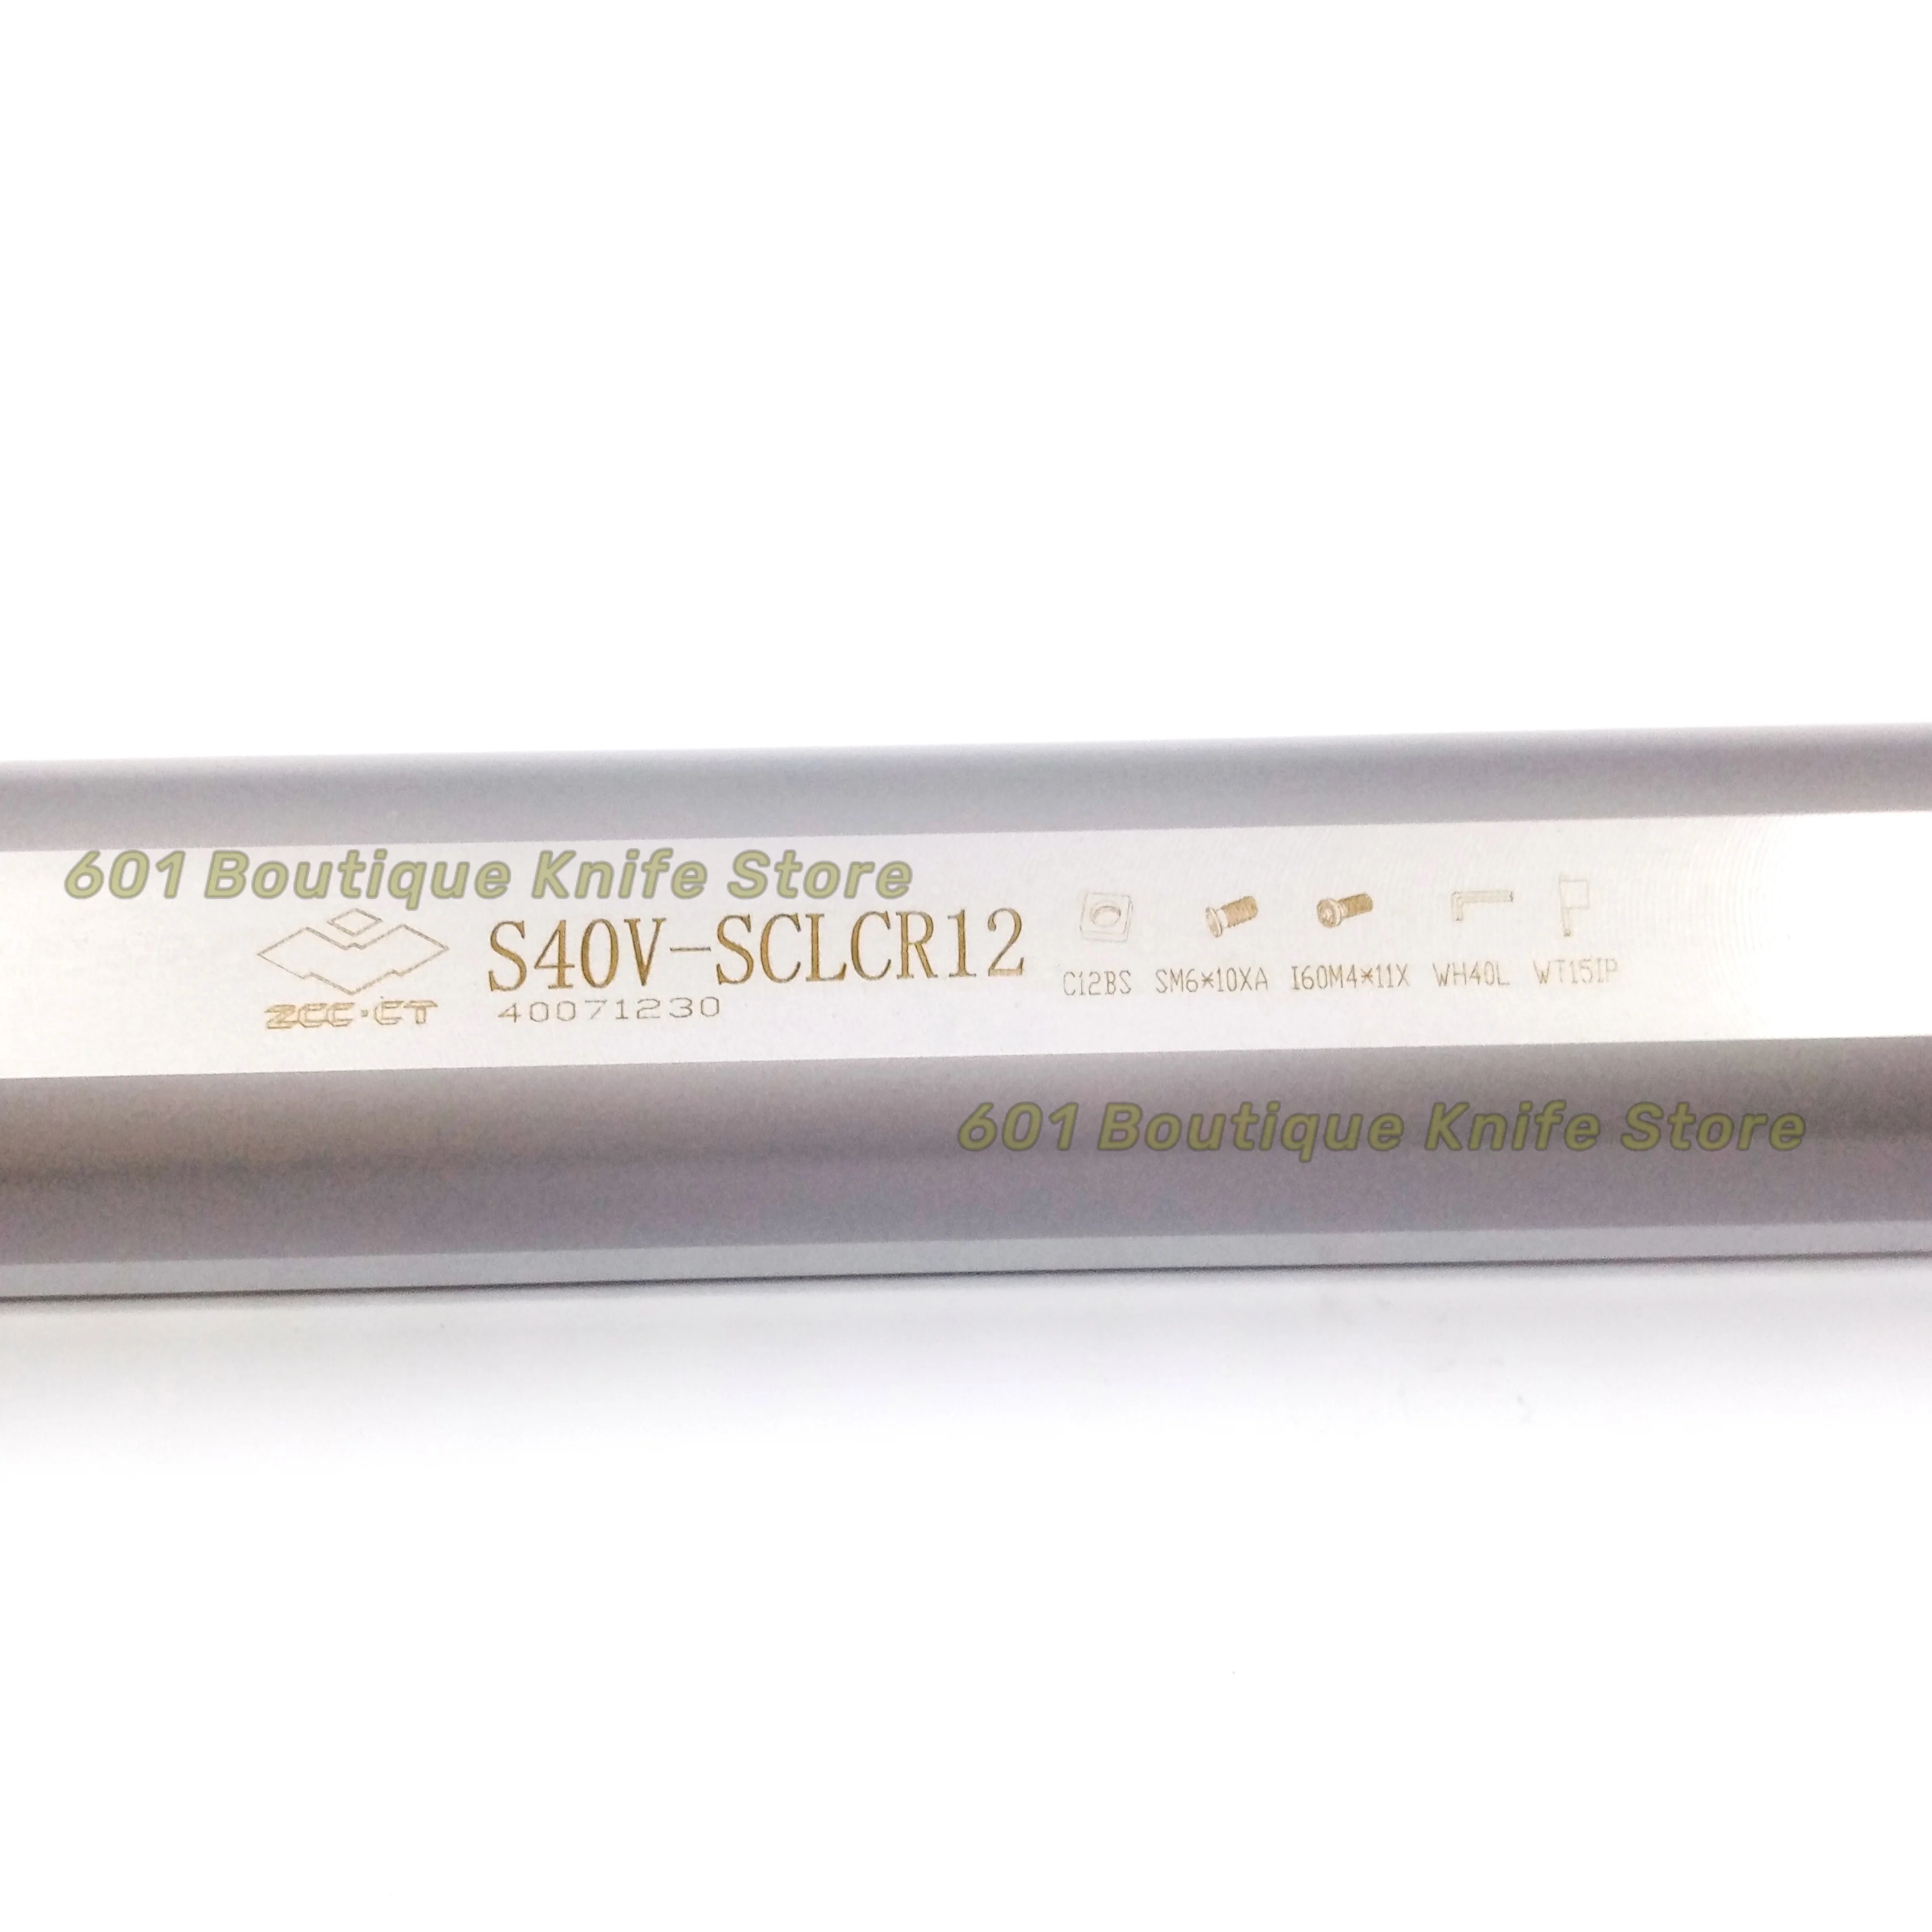 601 Boutique Knife Store
S40V-SCLCR12
ZCC·CT 40071230
C12BS SM6*10XA I60M4*11X WH40L WT15IP
601 Boutique Knife Store